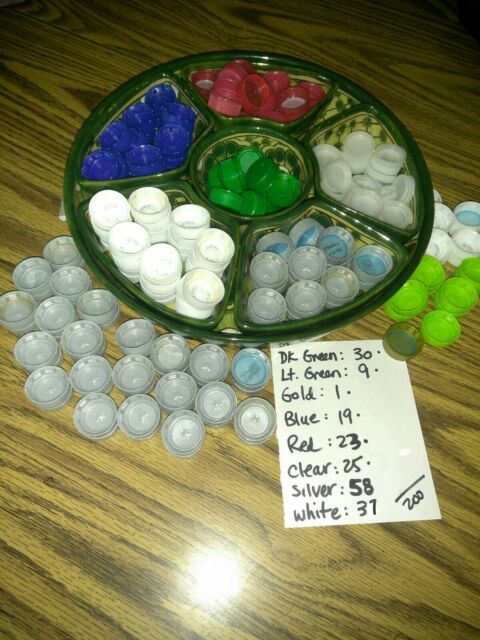 Dk Green: 30.
Lt. Green: 9.
Gold: 1.
Blue: 19.
Red: 23.
Clear: 25.
Silver: 58
White: 37
200